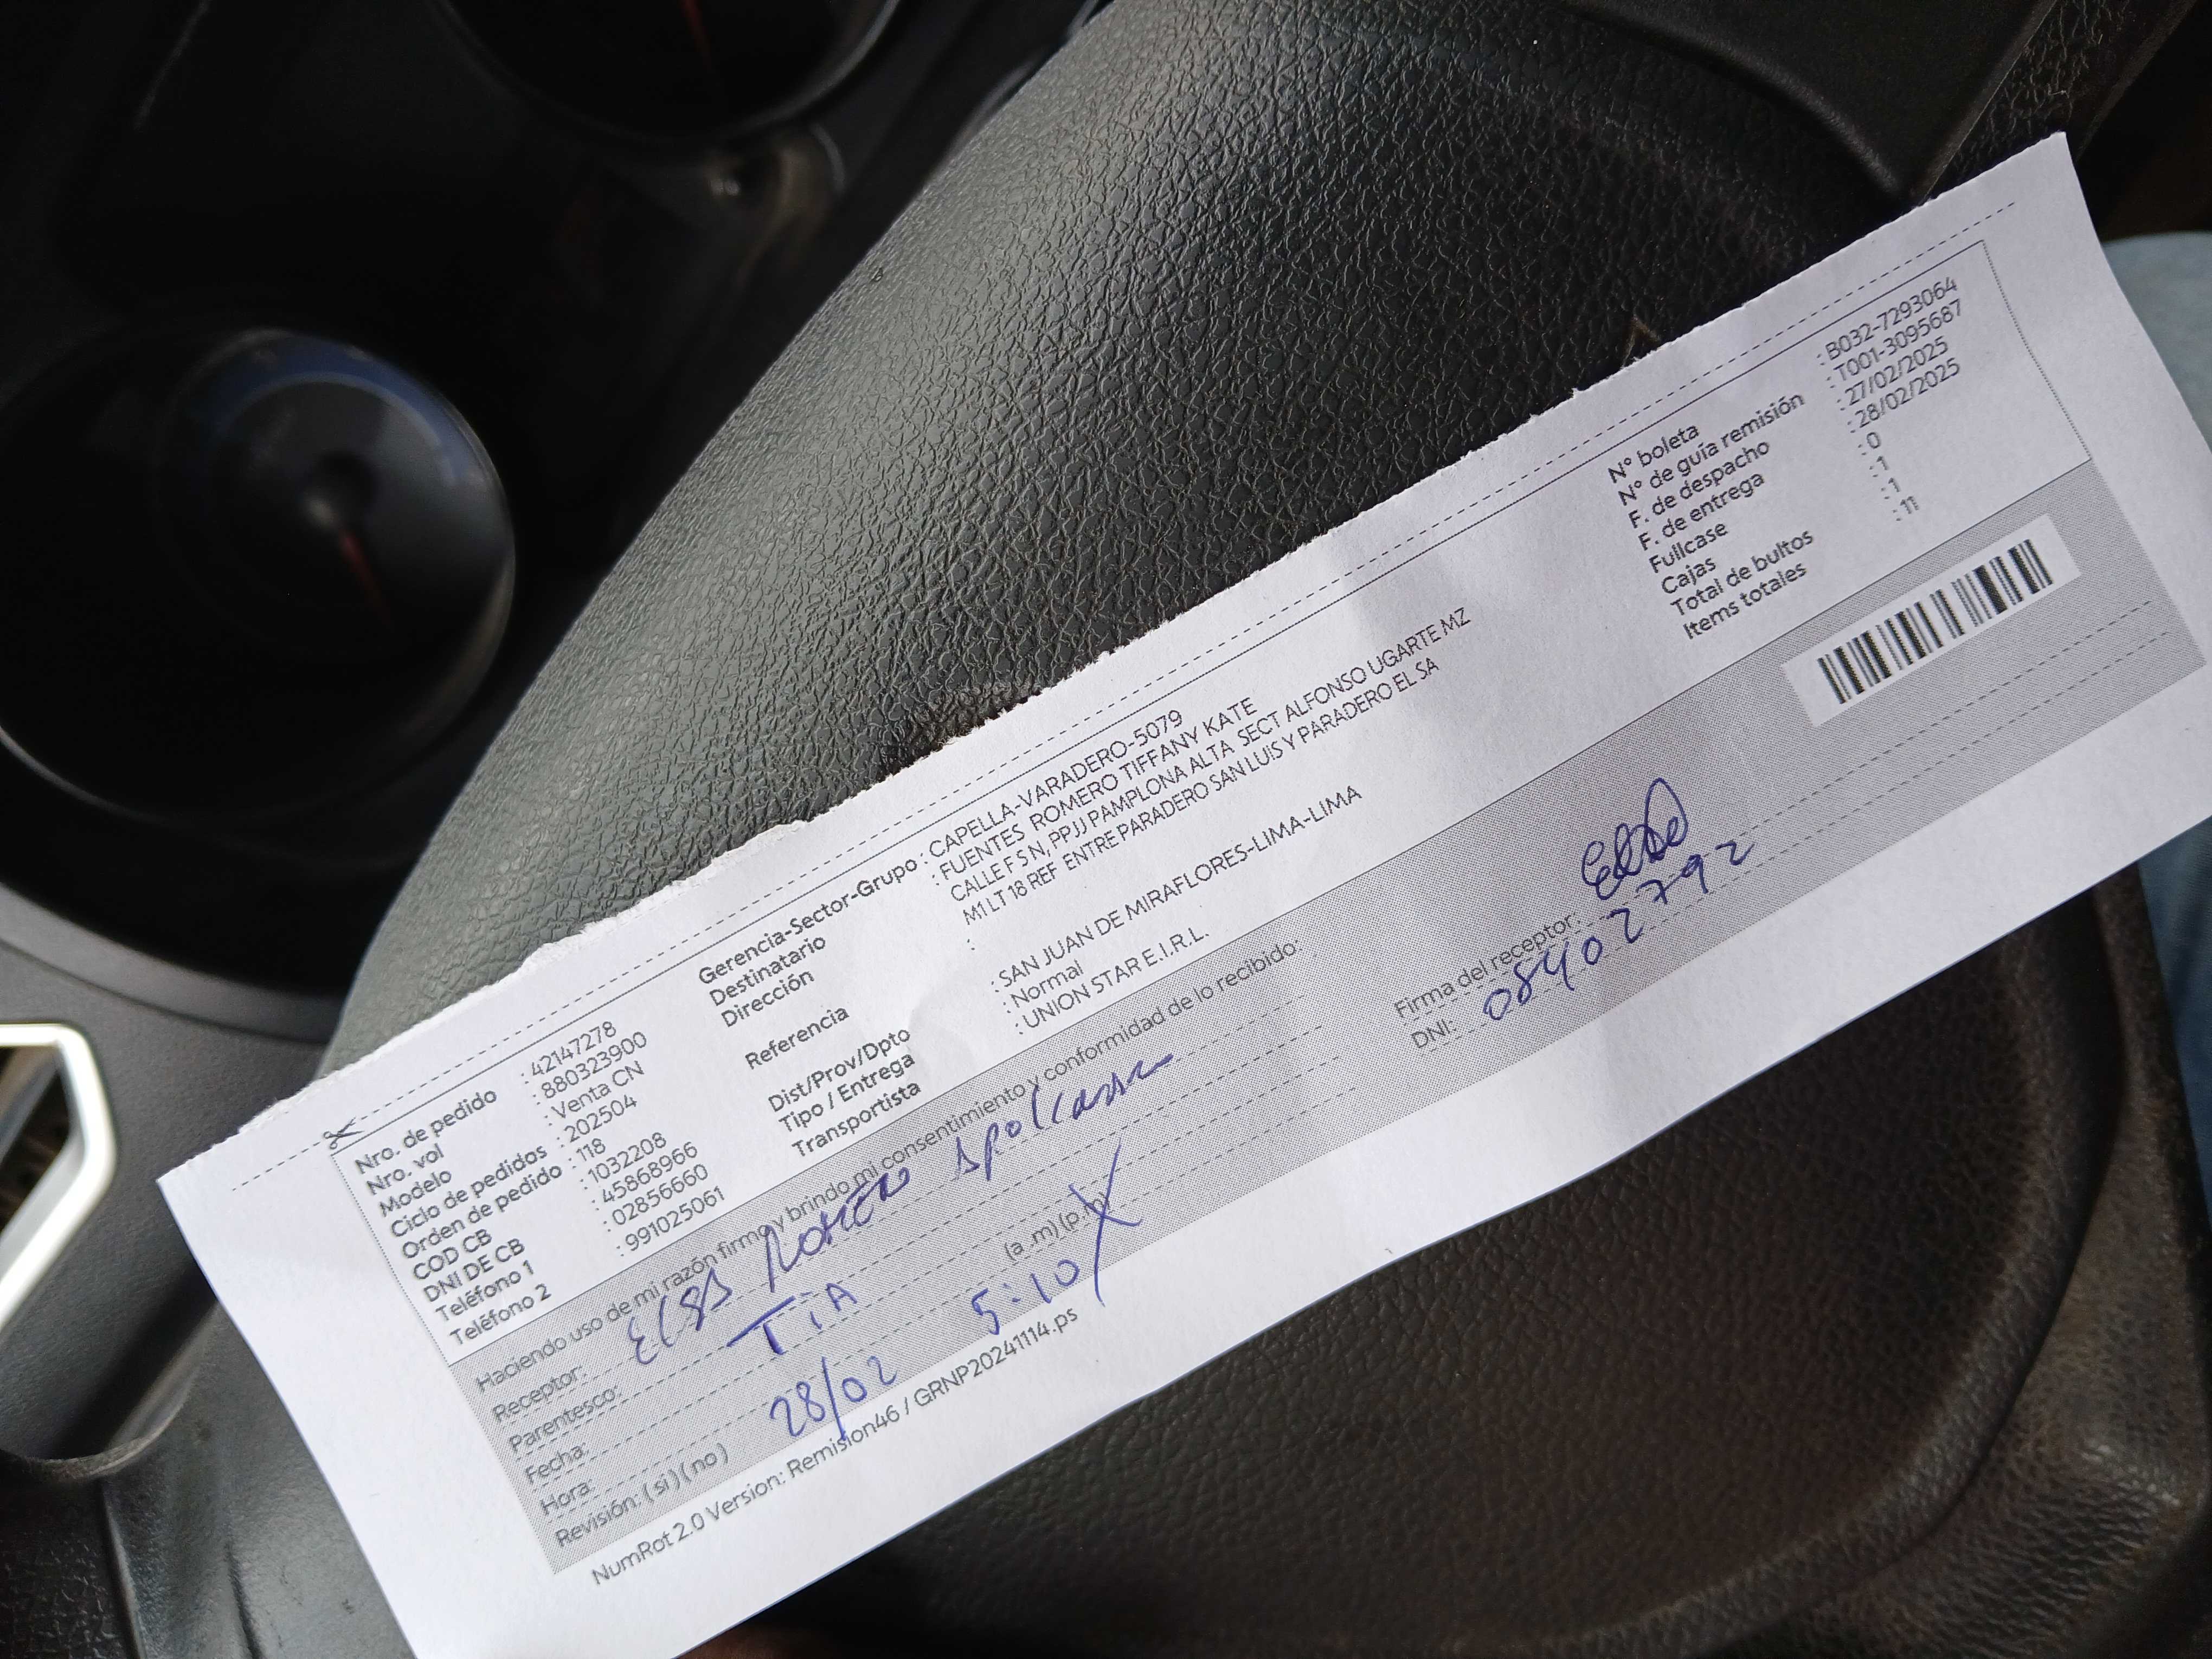 Nro. de pedido : 42147278
Nro. vol : 880323900
Modelo : Venta CN
Ciclo de pedidos : 202504
Orden de pedido : 118
COD CB : 1032208
DNI DE CB : 45868966
Teléfono 1 : 02856660
Teléfono 2 : 991025061
Gerencia-Sector-Grupo : CAPELLA-VARADERO-5079
Destinatario : FUENTES ROMERO TIFFANY KATE
Dirección CALLE F S N, PPJJ PAMPLONA ALTA SECT ALFONSO UGARTE MZ
M1 LT 18 REF ENTRE PARADERO SAN LUIS Y PARADERO EL SA
Referencia :
Dist/Prov/Dpto : SAN JUAN DE MIRAFLORES-LIMA-LIMA
Tipo / Entrega : Normal
Transportista : UNION STAR E.I.R.L.
N° boleta : B032-7293064
N° de guía remisión : T001-3095687
F. de despacho : 27/02/2025
F. de entrega : 28/02/2025
Fullcase : 0
Cajas : 1
Total de bultos : 1
Items totales : 11
Haciendo uso de mi razón firmo y brindo mi consentimiento y conformidad de lo recibido:
Receptor: Elsa Romero
Parentesco: TiA
Fecha: 28/02
Hora: 5:10 (a .m) (p.m)
Revisión: ( si ) ( no )
Firma del receptor:
DNI: 08402792
NumRot 2.0 Version: Remision46 / GRNP20241114.ps